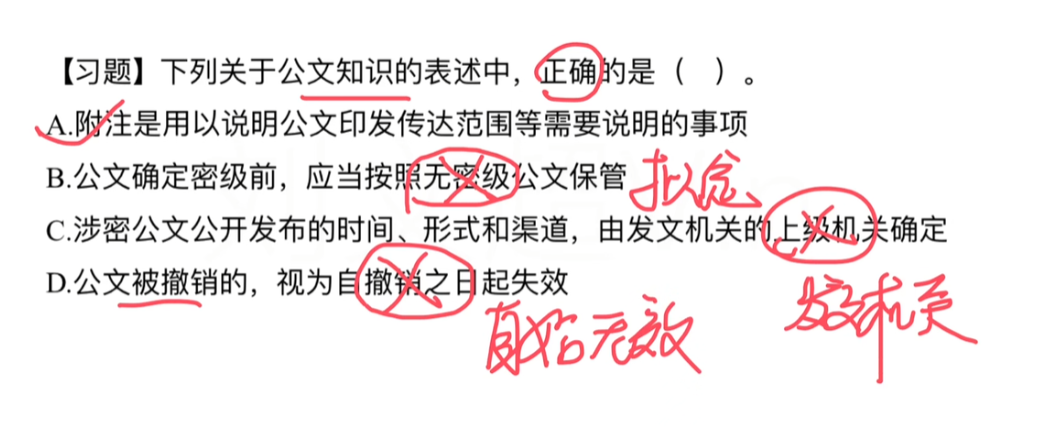 【习题】下列关于公文知识的表述中，正确的是（ ）。
A.附注是用以说明公文印发传达范围等需要说明的事项
B.公文确定密级前，应当按照无密级公文保管 拟定
C.涉密公文公开发布的时间、形式和渠道，由发文机关的上级机关确定
D.公文被撤销的，视为自撤销之日起失效
发文机关
自始无效